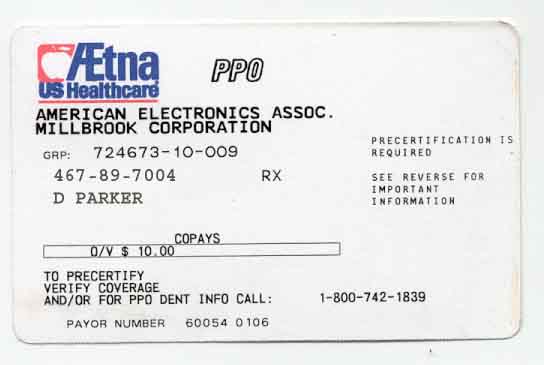 Ætna
US Healthcare
PPO
AMERICAN ELECTRONICS ASSOC.
MILLBROOK CORPORATION
GRP: 724673-10-009
467-89-7004 RX
D PARKER
PRECERTIFICATION IS
REQUIRED
SEE REVERSE FOR
IMPORTANT
INFORMATION
COPAYS
O/V $ 10.00
TO PRECERTIFY
VERIFY COVERAGE
AND/OR FOR PPO DENT INFO CALL: 1-800-742-1839
PAYOR NUMBER 60054 0106